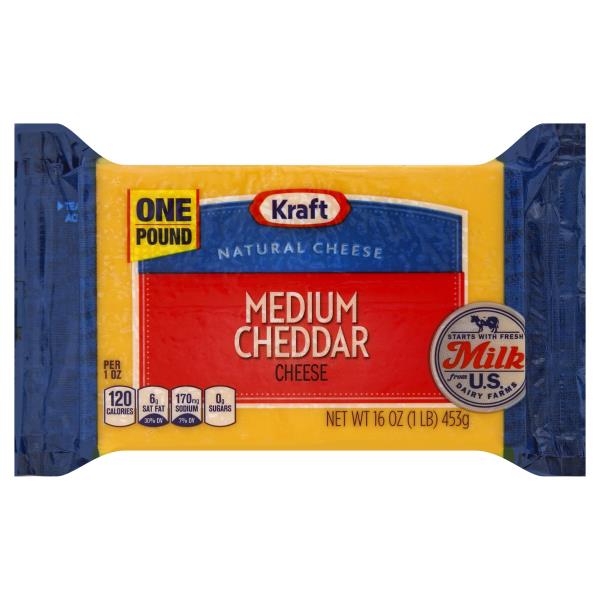 TEA
AC
ONE
POUND
Kraft
NATURAL CHEESE
MEDIUM
CHEDDAR
CHEESE
STARTS WITH FRESH
Milk
from U.S.
DAIRY FARMS
PER
1 OZ
120
CALORIES
6g
SAT FAT
30% DV
170mg
SODIUM
7% DV
0g
SUGARS
NET WT 16 OZ (1 LB) 453g